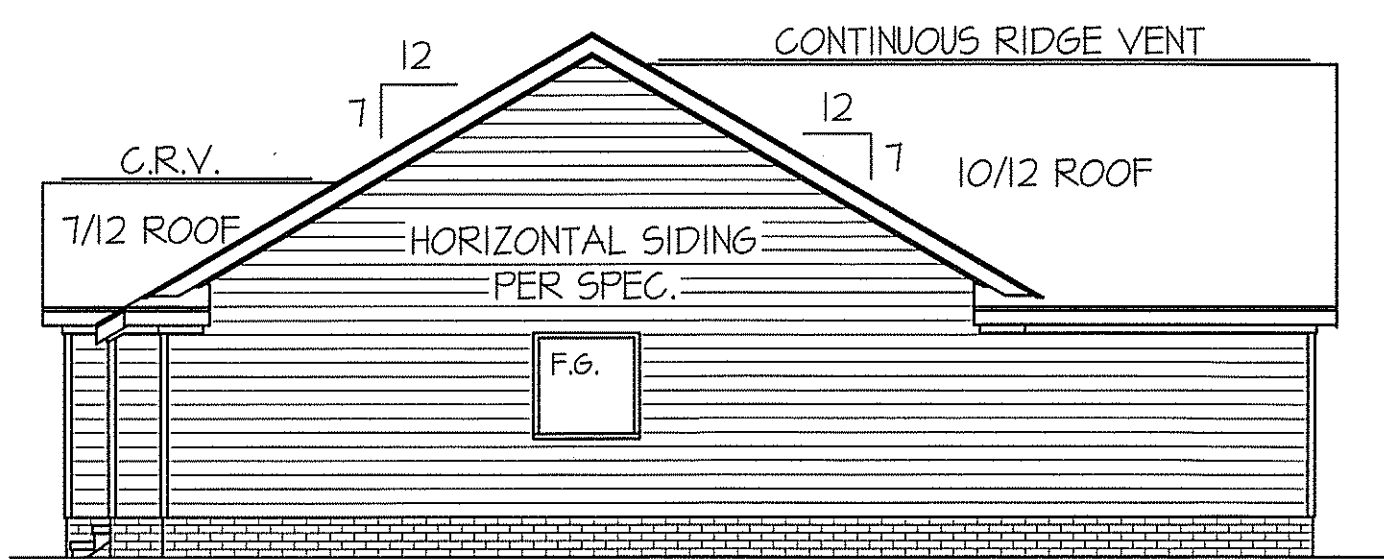 12
7
CONTINUOUS RIDGE VENT
12
7
C.R.V.
7/12 ROOF
10/12 ROOF
HORIZONTAL SIDING
PER SPEC.
F.G.